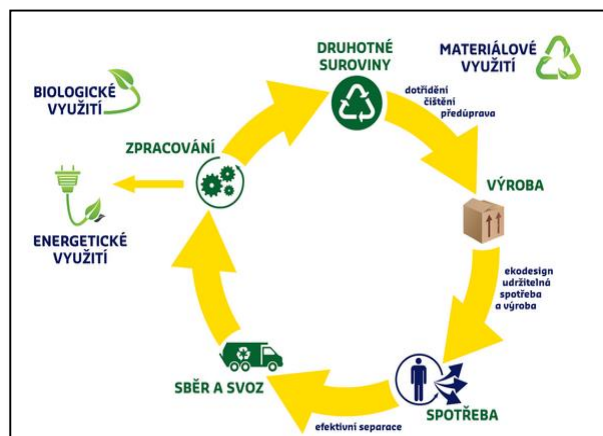 DRUHOTNÉ
SUROVINY
MATERIÁLOVÉ
VYUŽITÍ
BIOLOGICKÉ
VYUŽITÍ
dotřídění
čištění
předúprava
ZPRACOVÁNÍ
VÝROBA
ENERGETICKÉ
VYUŽITÍ
ekodesign
udržitelná
spotřeba
a výroba
SBĚR A SVOZ
SPOTŘEBA
efektivní separace